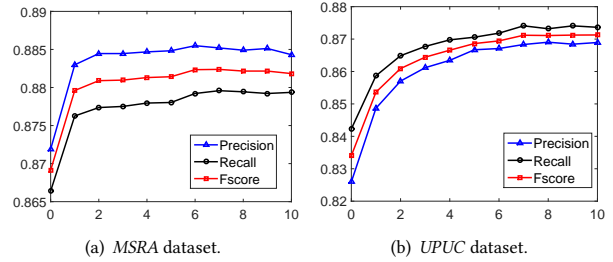 0.89
0.885
0.88
0.875
0.87
0.865
0 2 4 6 8 10
Precision
Recall
Fscore
(a) MSRA dataset.
0.88
0.87
0.86
0.85
0.84
0.83
0.82
0 2 4 6 8 10
Precision
Recall
Fscore
(b) UPUC dataset.